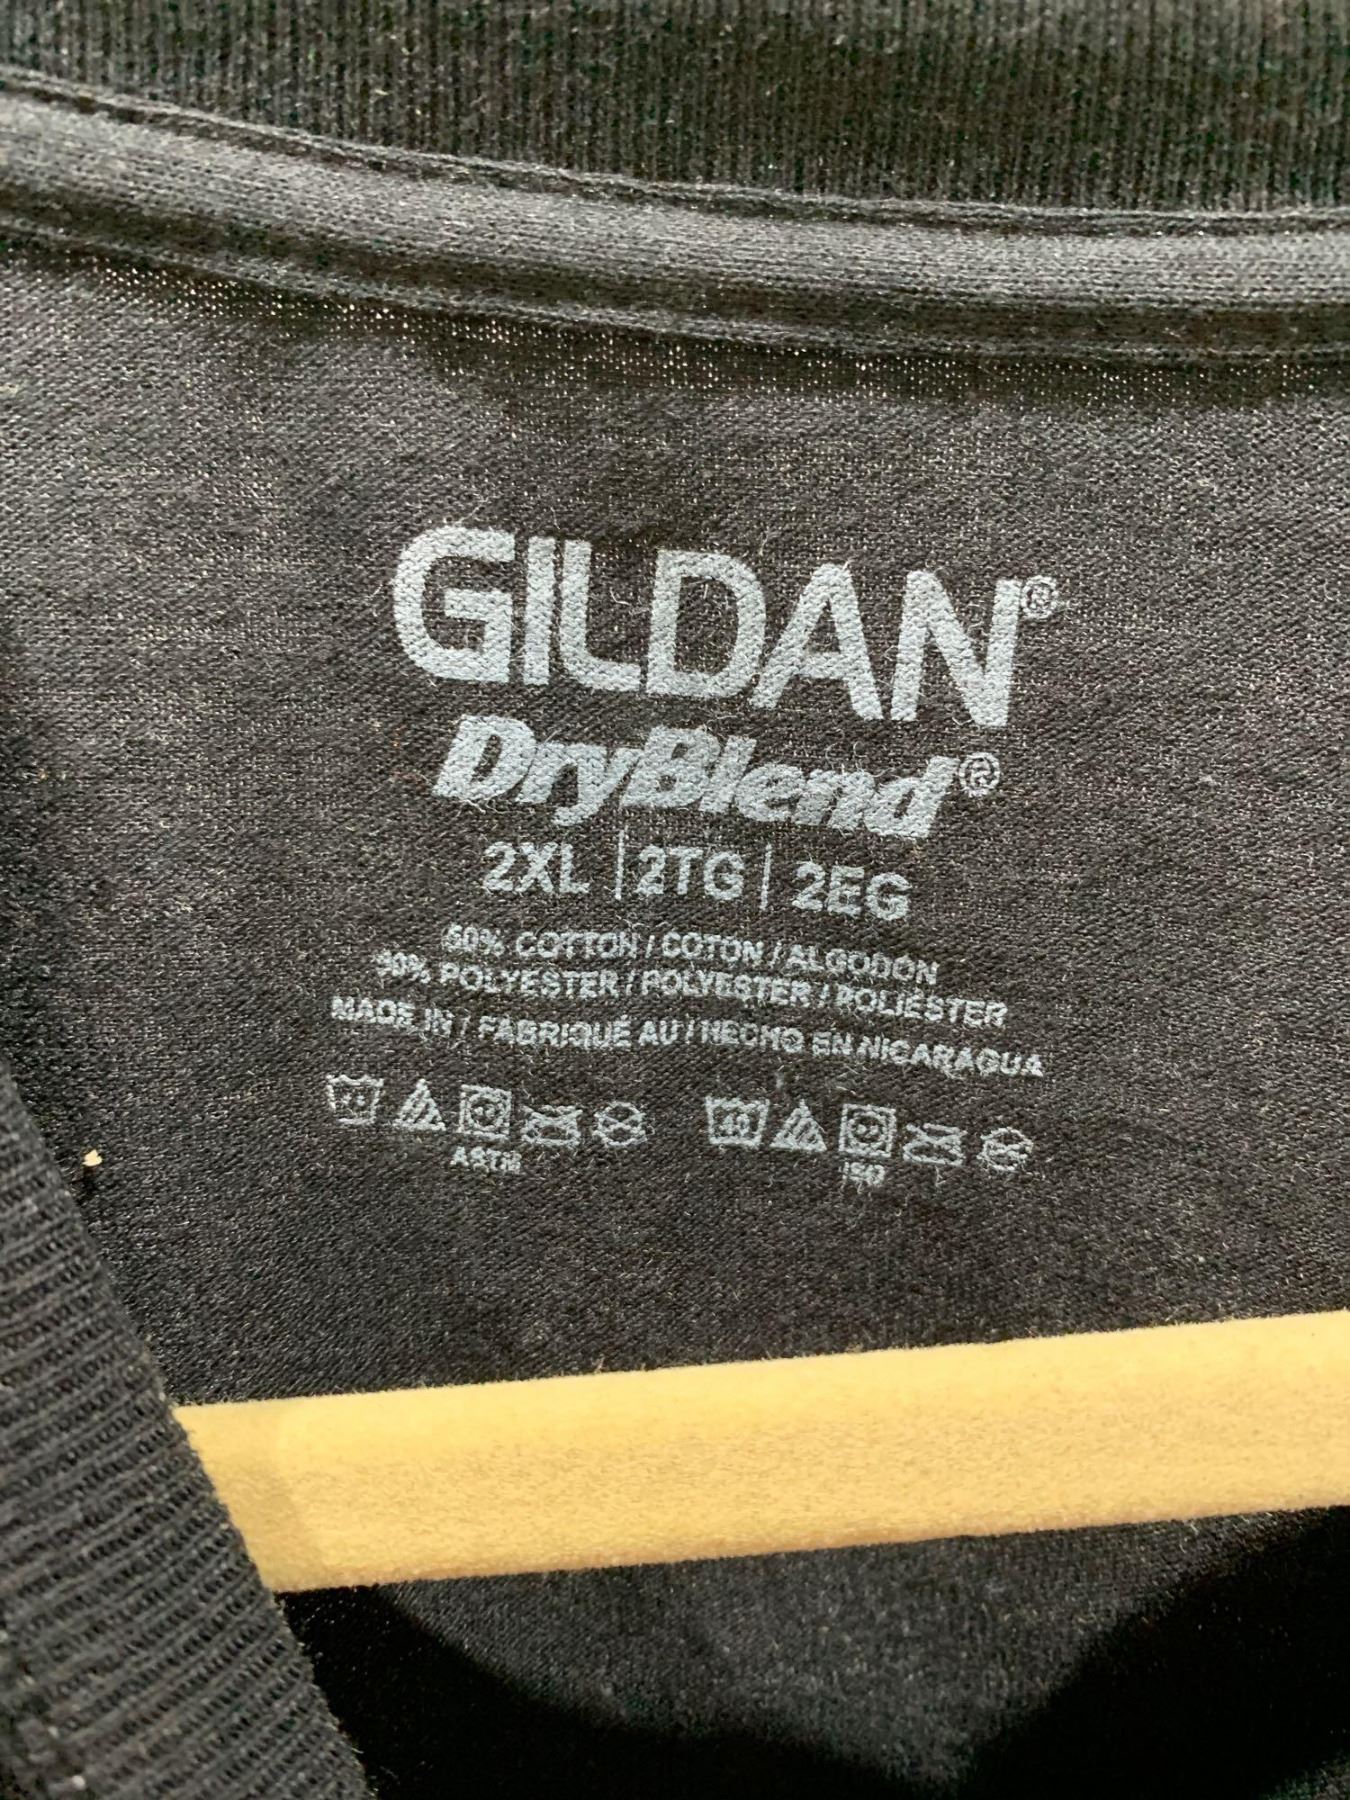 GILDAN®
DryBlend®
2XL | 2TG | 2EG
50% COTTON / COTON / ALGODÓN
50% POLYESTER / POLYESTER / POLIÉSTER
MADE IN / FABRIQUÉ AU / HECHO EN NICARAGUA
ASTM ISO